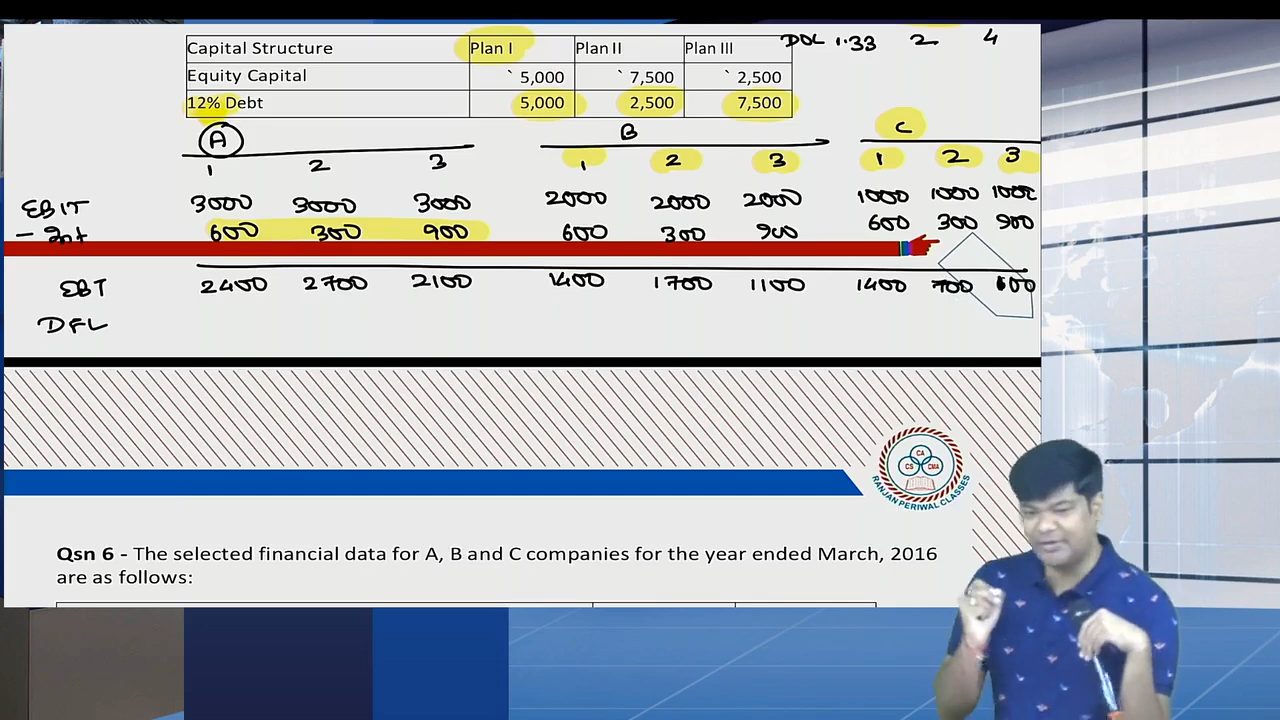 DOL 1.33 2 4
Capital Structure Plan I Plan II Plan III
Equity Capital ` 5,000 ` 7,500 ` 2,500
12% Debt 5,000 2,500 7,500
A B C
1 2 3 1 2 3 1 2 3
EBIT 3000 3000 3000 2000 2000 2000 1000 1000 1000
- Int 600 300 900 600 300 900 600 300 900
EBT 2400 2700 2100 1400 1700 1100 1400 700 100
DFL
CA
CS CMA
RANJAN PERIWAL CLASSES
Qsn 6 - The selected financial data for A, B and C companies for the year ended March, 2016
are as follows: